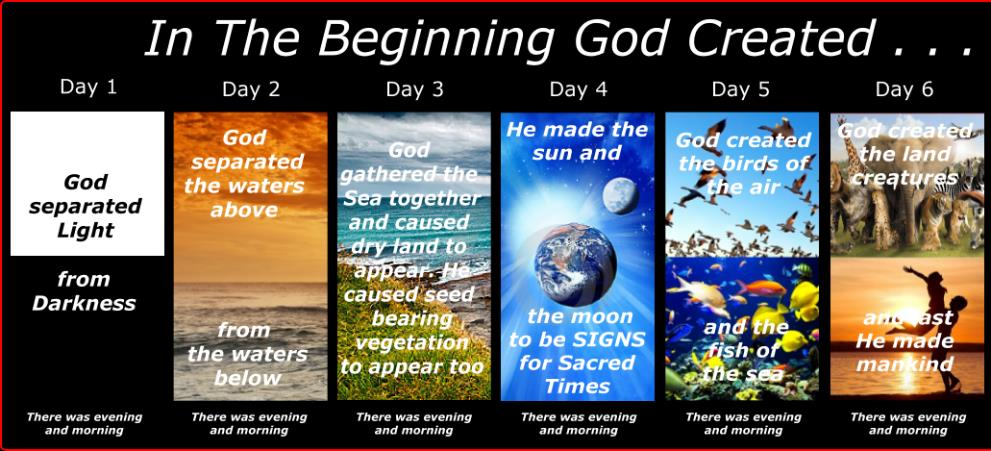 In The Beginning God Created . . .
Day 1
God
separated
Light
from
Darkness
There was evening
and morning
Day 2
God
separated
the waters
above
from
the waters
below
There was evening
and morning
Day 3
God
gathered the
Sea together
and caused
dry land to
appear. He
caused seed
bearing
vegetation
to appear too
There was evening
and morning
Day 4
He made the
sun and
the moon
to be SIGNS
for Sacred
Times
There was evening
and morning
Day 5
God created
the birds of
the air
and the
fish of
the sea
There was evening
and morning
Day 6
God created
the land
creatures
and last
He made
mankind
There was evening
and morning